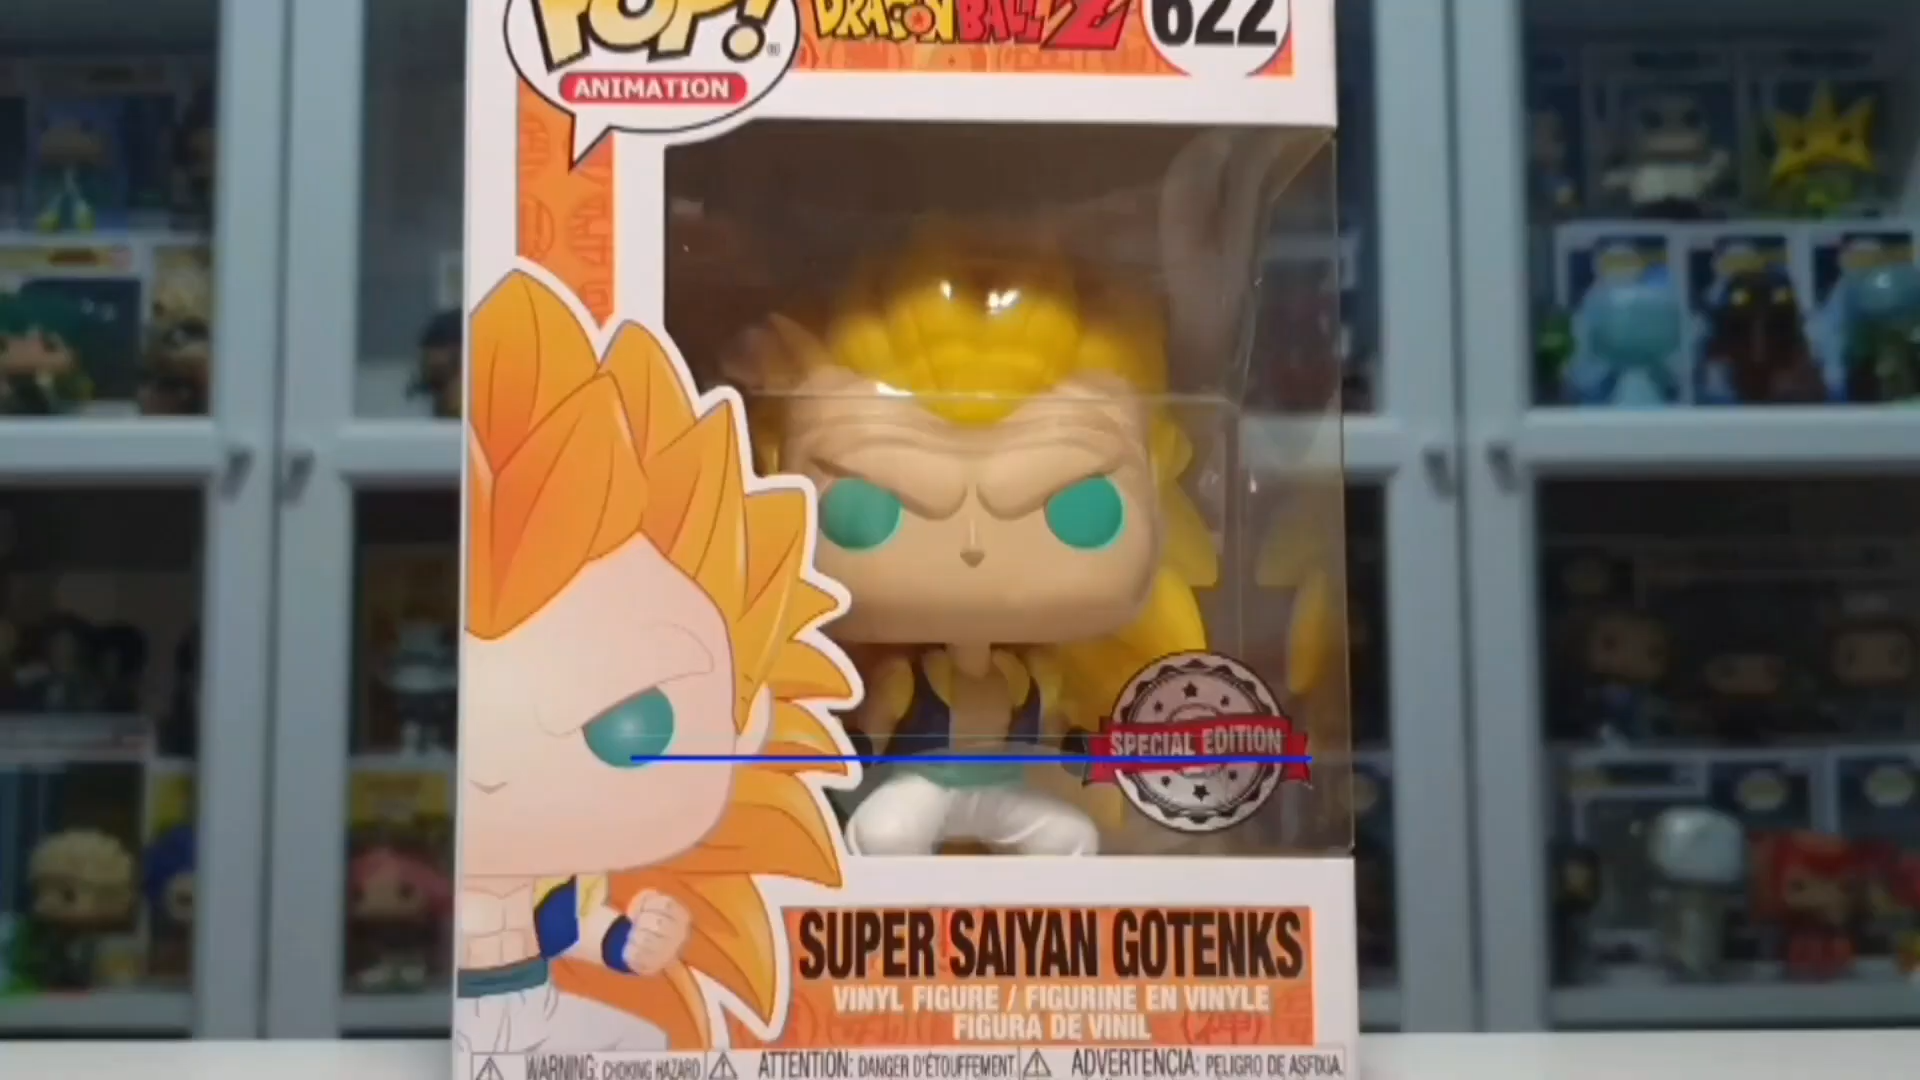 POP!
DRAGON BALL Z
622
ANIMATION
SPECIAL EDITION
SUPER SAIYAN GOTENKS
VINYL FIGURE / FIGURINE EN VINYLE
FIGURA DE VINIL
WARNING: CHOKING HAZARD
ATTENTION: DANGER D'ÉTOUFFEMENT
ADVERTENCIA: PELIGRO DE ASFIXIA.